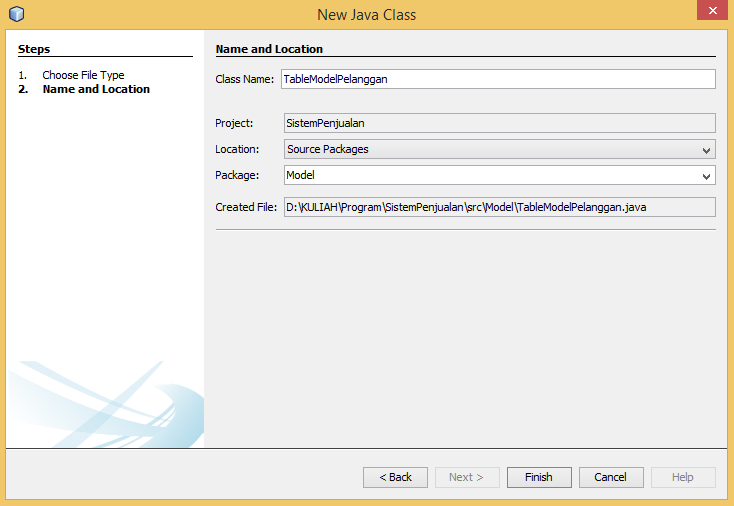 New Java Class
Steps
1. Choose File Type
2. Name and Location
Name and Location
Class Name: TableModelPelanggan
Project: SistemPenjualan
Location: Source Packages
Package: Model
Created File: D:\KULIAH\Program\SistemPenjualan\src\Model\TableModelPelanggan.java
< Back Next > Finish Cancel Help